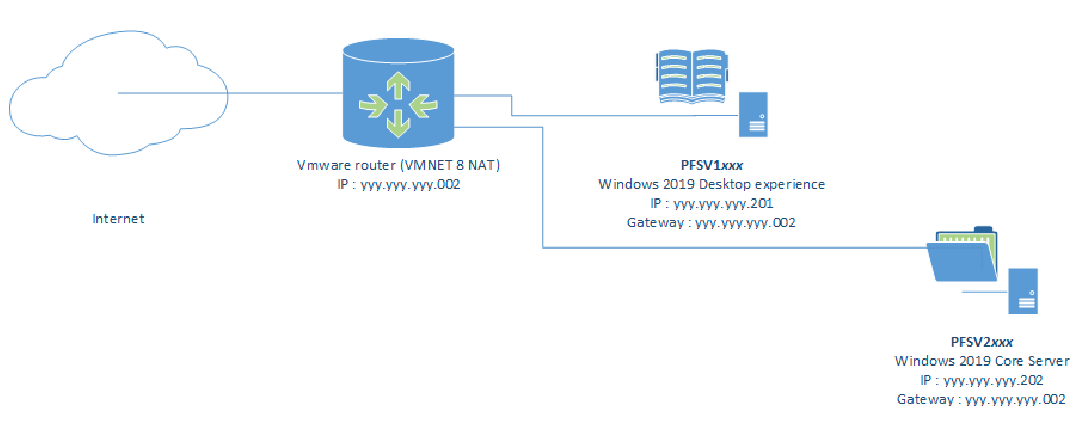 Vmware router (VMNET 8 NAT)
IP : yyy.yyy.yyy.002
Internet
PFSV1xxx
Windows 2019 Desktop experience
IP : yyy.yyy.yyy.201
Gateway : yyy.yyy.yyy.002
PFSV2xxx
Windows 2019 Core Server
IP : yyy.yyy.yyy.202
Gateway : yyy.yyy.yyy.002